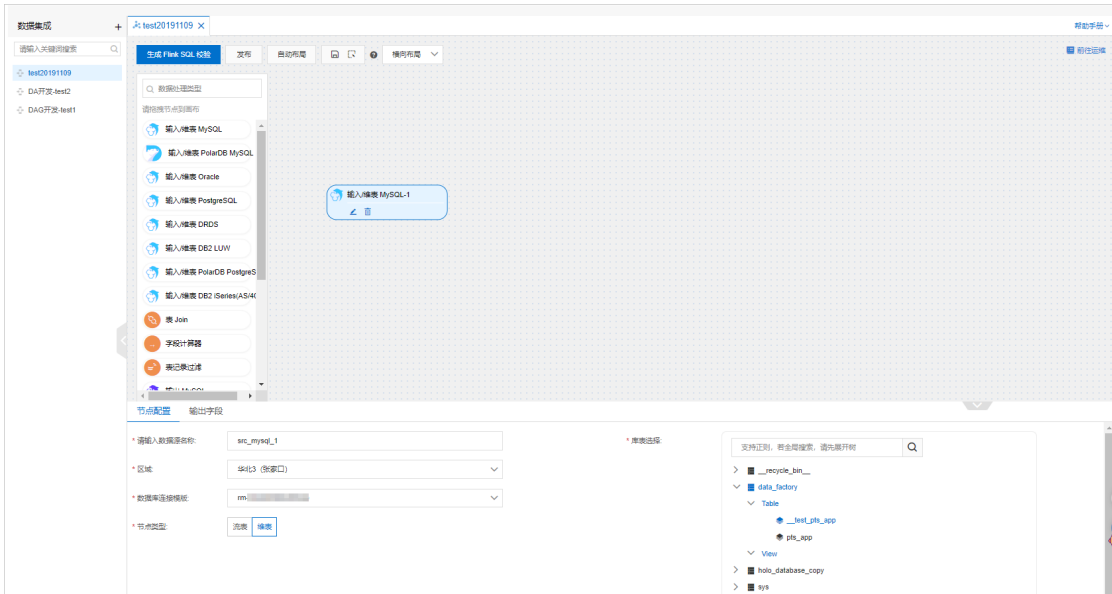 数据集成
+
test20191109 ×
帮助手册
请输入关键词搜索
生成 Flink SQL 校验
发布
自动布局
横向布局
前往运维
test20191109
DA开发-test2
DAG开发-test1
数据处理类型
请拖拽节点到画布
输入/维表 MySQL
输入/维表 PolarDB MySQL
输入/维表 Oracle
输入/维表 PostgreSQL
输入/维表 DRDS
输入/维表 DB2 LUW
输入/维表 PolarDB PostgreS
输入/维表 DB2 iSeries(AS/40
表 Join
字段计算器
表记录过滤
输出 MySQL
输入/维表 MySQL-1
节点配置
输出字段
* 请输入数据源名称:
src_mysql_1
* 区域:
华北3（张家口）
* 数据库连接模版:
rm-
* 节点类型:
流表
维表
* 库表选择:
支持正则，若全局搜索，请先展开树
__recycle_bin__
data_factory
Table
__test_pts_app
pts_app
View
holo_database_copy
sys